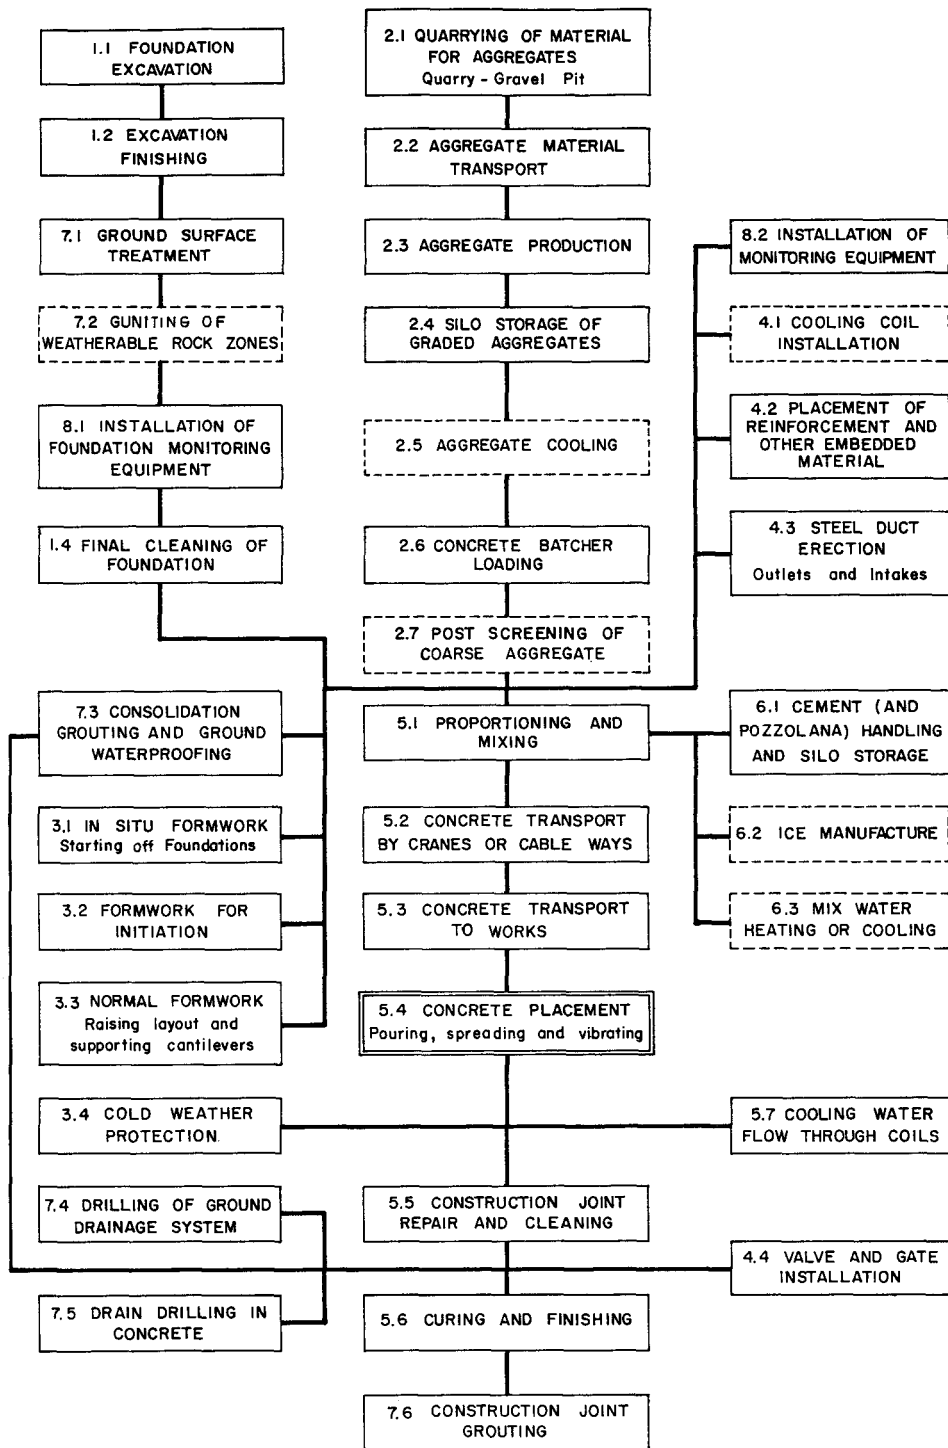 1.1 FOUNDATION
EXCAVATION
1.2 EXCAVATION
FINISHING
7.1 GROUND SURFACE
TREATMENT
7.2 GUNITING OF
WEATHERABLE ROCK ZONES
8.1 INSTALLATION OF
FOUNDATION MONITORING
EQUIPMENT
1.4 FINAL CLEANING OF
FOUNDATION
7.3 CONSOLIDATION
GROUTING AND GROUND
WATERPROOFING
3.1 IN SITU FORMWORK
Starting off Foundations
3.2 FORMWORK FOR
INITIATION
3.3 NORMAL FORMWORK
Raising layout and
supporting cantilevers
3.4 COLD WEATHER
PROTECTION.
7.4 DRILLING OF GROUND
DRAINAGE SYSTEM
7.5 DRAIN DRILLING IN
CONCRETE
2.1 QUARRYING OF MATERIAL
FOR AGGREGATES
Quarry - Gravel Pit
2.2 AGGREGATE MATERIAL
TRANSPORT
2.3 AGGREGATE PRODUCTION
2.4 SILO STORAGE OF
GRADED AGGREGATES
2.5 AGGREGATE COOLING
2.6 CONCRETE BATCHER
LOADING
2.7 POST SCREENING OF
COARSE AGGREGATE
5.1 PROPORTIONING AND
MIXING
5.2 CONCRETE TRANSPORT
BY CRANES OR CABLE WAYS
5.3 CONCRETE TRANSPORT
TO WORKS
5.4 CONCRETE PLACEMENT
Pouring, spreading and vibrating
5.5 CONSTRUCTION JOINT
REPAIR AND CLEANING
5.6 CURING AND FINISHING
7.6 CONSTRUCTION JOINT
GROUTING
8.2 INSTALLATION OF
MONITORING EQUIPMENT
4.1 COOLING COIL
INSTALLATION
4.2 PLACEMENT OF
REINFORCEMENT AND
OTHER EMBEDDED
MATERIAL
4.3 STEEL DUCT
ERECTION
Outlets and Intakes
6.1 CEMENT (AND
POZZOLANA) HANDLING
AND SILO STORAGE
6.2 ICE MANUFACTURE
6.3 MIX WATER
HEATING OR COOLING
5.7 COOLING WATER
FLOW THROUGH COILS
4.4 VALVE AND GATE
INSTALLATION